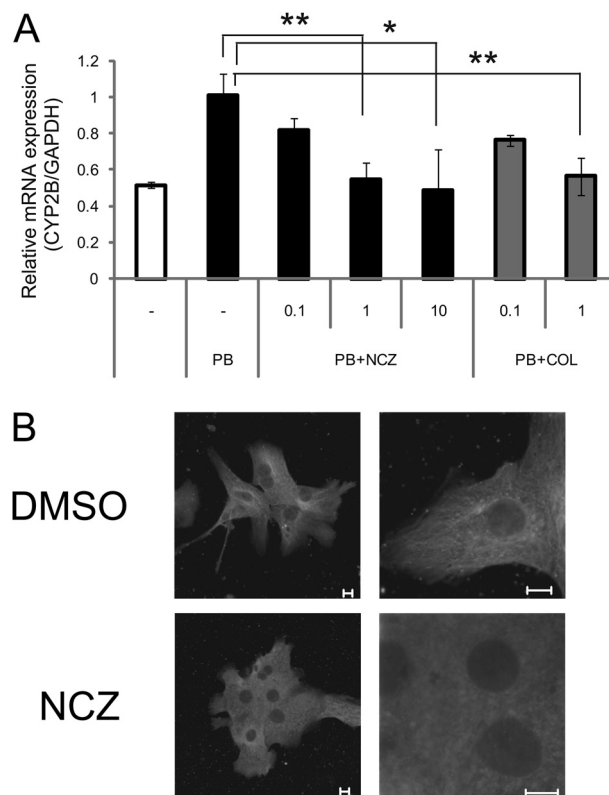 A
** * **
1.2
1
0.8
0.6
0.4
0.2
0
Relative mRNA expression
(CYP2B/GAPDH)
- - 0.1 1 10 0.1 1
PB PB+NCZ PB+COL
B
DMSO
NCZ